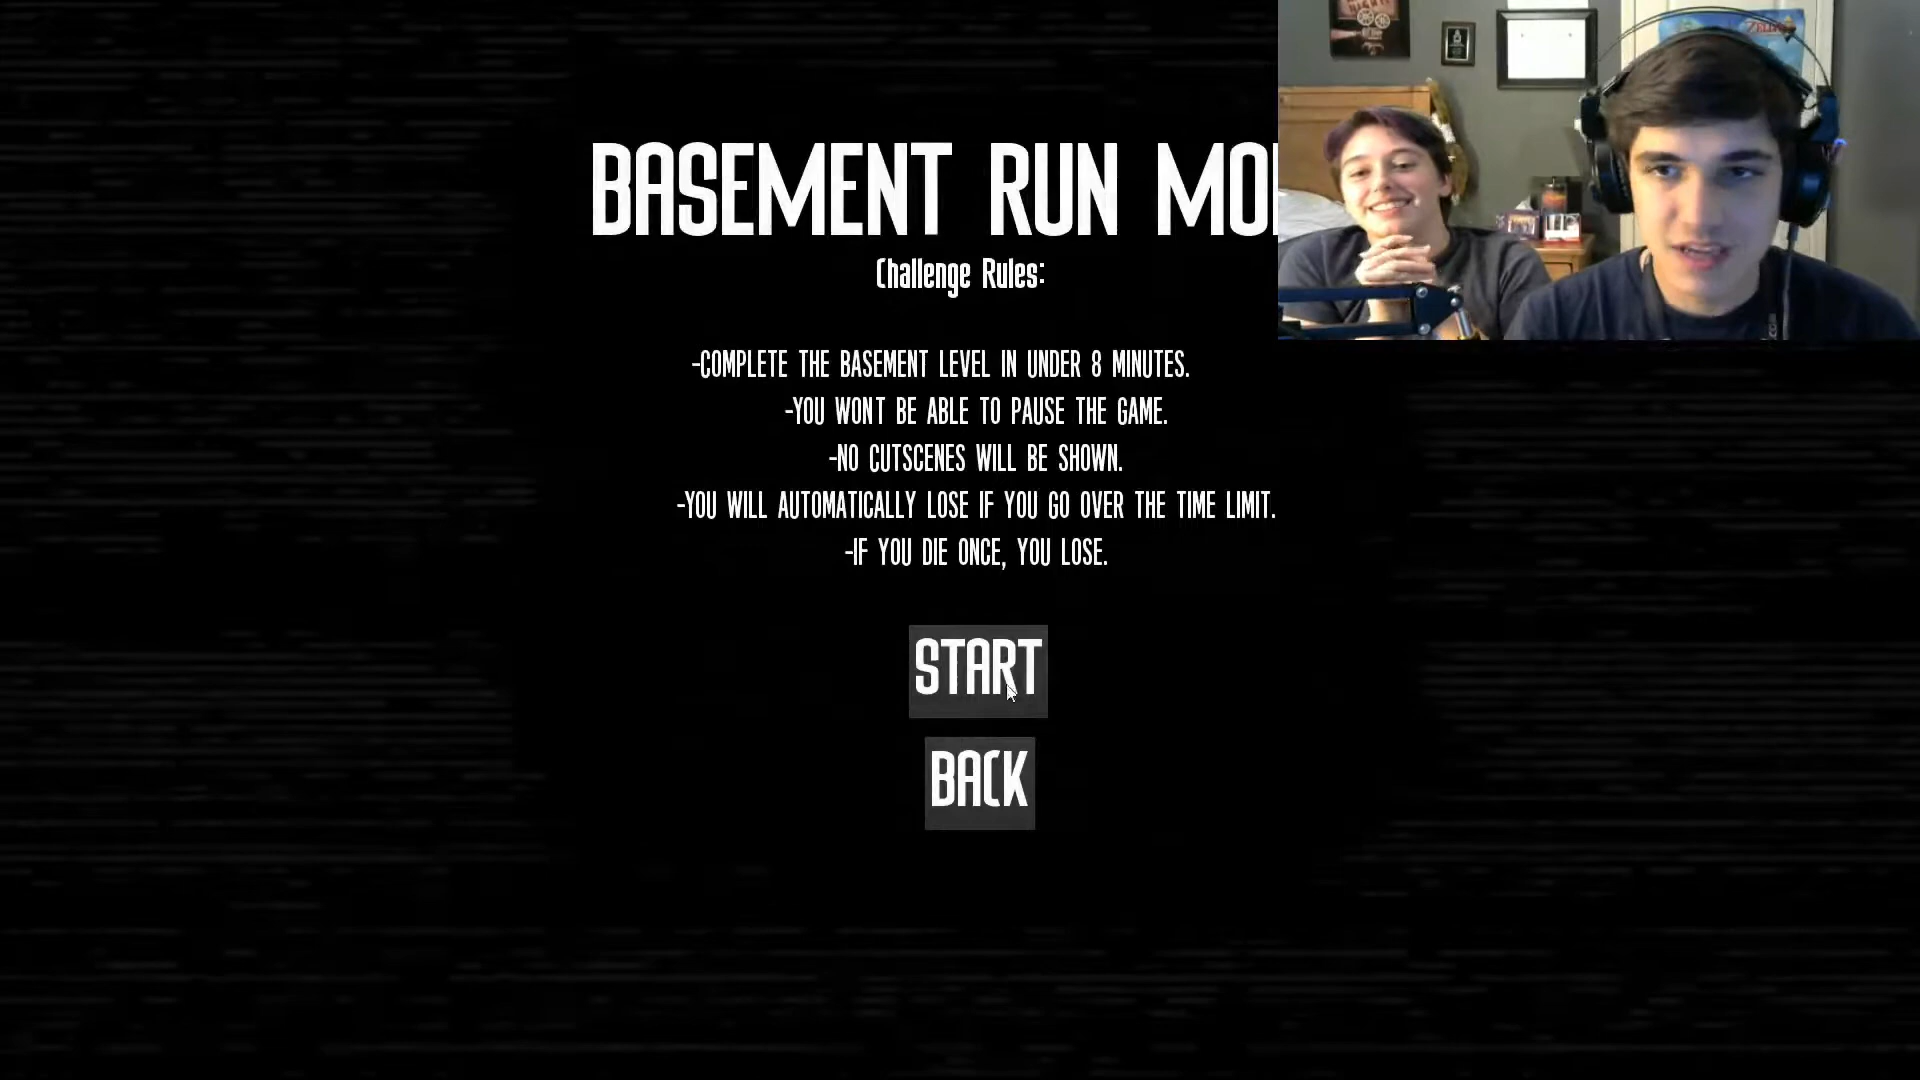 BASEMENT RUN MO
Challenge Rules:
-COMPLETE THE BASEMENT LEVEL IN UNDER 8 MINUTES.
-YOU WONT BE ABLE TO PAUSE THE GAME.
-NO CUTSCENES WILL BE SHOWN.
-YOU WILL AUTOMATICALLY LOSE IF YOU GO OVER THE TIME LIMIT.
-IF YOU DIE ONCE, YOU LOSE.
START
BACK